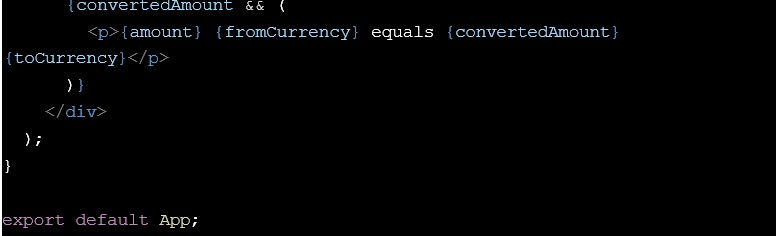 {convertedAmount && (
<p>{amount} {fromCurrency} equals {convertedAmount}
{toCurrency}</p>
)}
</div>
);
}
export default App;